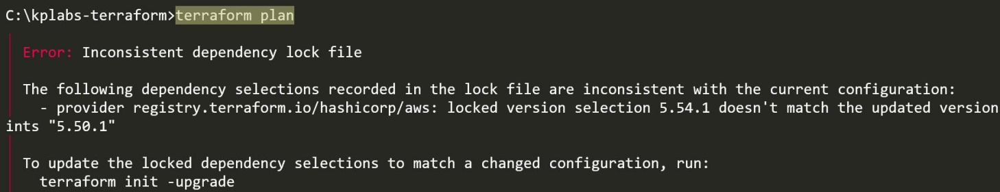 C:\kplabs-terraform>terraform plan
Error: Inconsistent dependency lock file
The following dependency selections recorded in the lock file are inconsistent with the current configuration:
- provider registry.terraform.io/hashicorp/aws: locked version selection 5.54.1 doesn't match the updated version
ints "5.50.1"
To update the locked dependency selections to match a changed configuration, run:
terraform init -upgrade